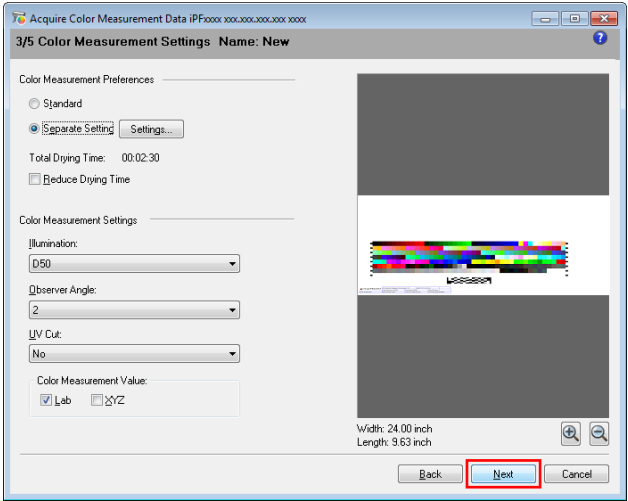 Acquire Color Measurement Data iPFxxxx xxx.xxx.xxx.xxx xxxx
3/5 Color Measurement Settings Name: New
Color Measurement Preferences
Standard
Separate Setting Settings...
Total Drying Time: 00:02:30
Reduce Drying Time
Color Measurement Settings
Illumination:
D50
Observer Angle:
2
UV Cut:
No
Color Measurement Value:
Lab XYZ
Width: 24.00 inch
Length: 9.63 inch
Back Next Cancel